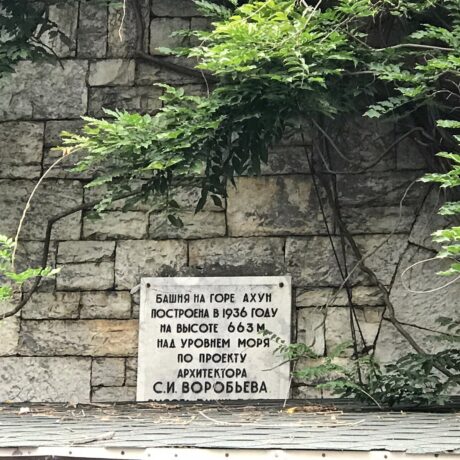 БАШНЯ НА ГОРЕ АХУН
ПОСТРОЕНА В 1936 ГОДУ
НА ВЫСОТЕ 663 М
НАД УРОВНЕМ МОРЯ
ПО ПРОЕКТУ
АРХИТЕКТОРА
С.И. ВОРОБЬЕВА